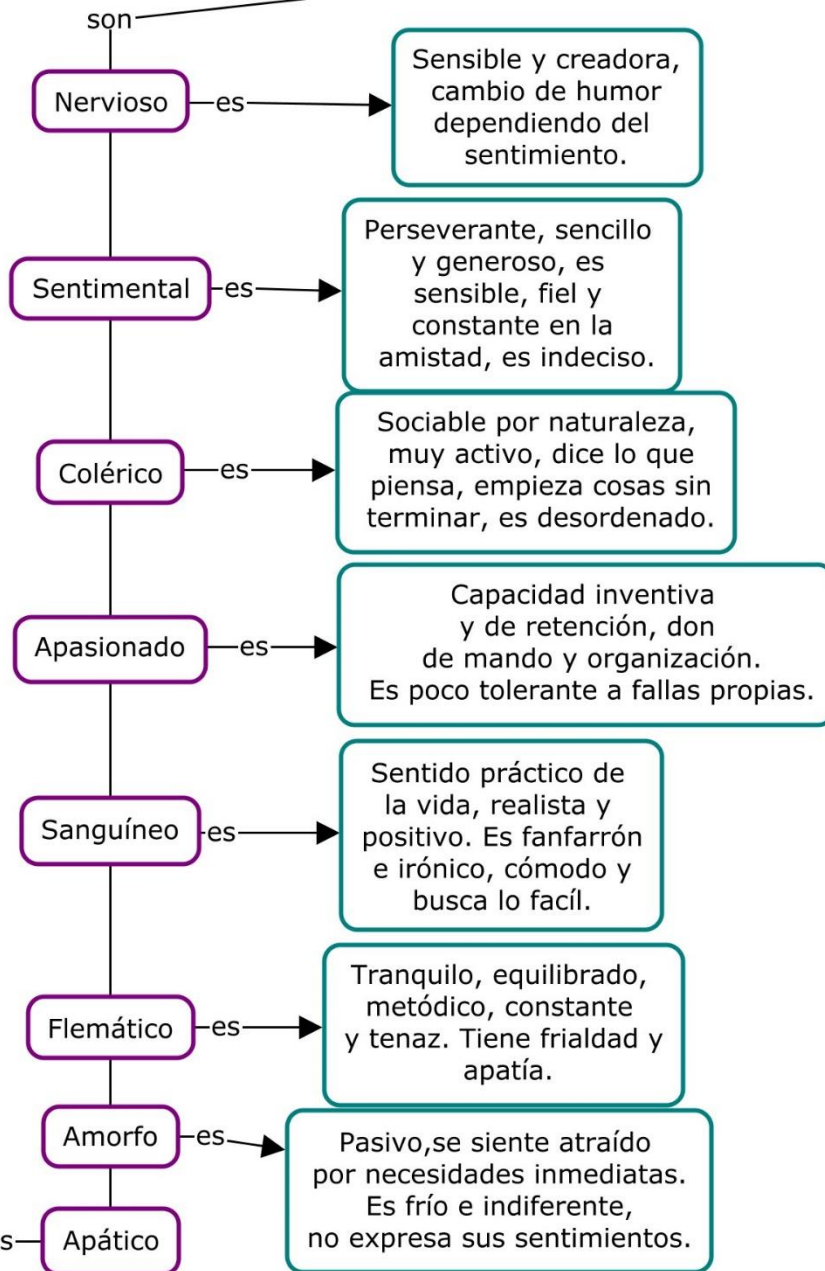 son
Nervioso
es
Sensible y creadora,
cambio de humor
dependiendo del
sentimiento.
Sentimental
es
Perseverante, sencillo
y generoso, es
sensible, fiel y
constante en la
amistad, es indeciso.
Colérico
es
Sociable por naturaleza,
muy activo, dice lo que
piensa, empieza cosas sin
terminar, es desordenado.
Apasionado
es
Capacidad inventiva
y de retención, don
de mando y organización.
Es poco tolerante a fallas propias.
Sanguíneo
es
Sentido práctico de
la vida, realista y
positivo. Es fanfarrón
e irónico, cómodo y
busca lo facíl.
Flemático
es
Tranquilo, equilibrado,
metódico, constante
y tenaz. Tiene frialdad y
apatía.
Amorfo
es
Pasivo,se siente atraído
por necesidades inmediatas.
Es frío e indiferente,
no expresa sus sentimientos.
s
Apático